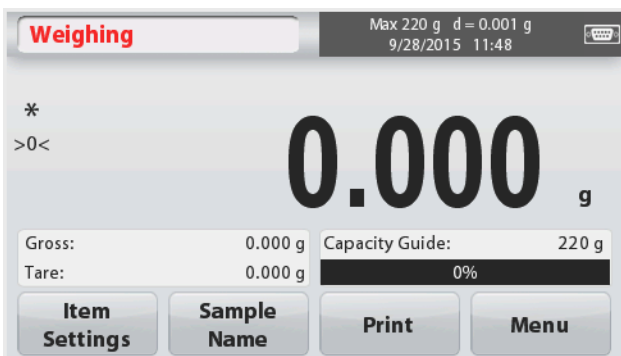 Weighing
Max 220 g d = 0.001 g
9/28/2015 11:48
*
>0<
0.000 g
Gross: 0.000 g
Tare: 0.000 g
Capacity Guide: 220 g
0%
Item
Settings
Sample
Name
Print
Menu